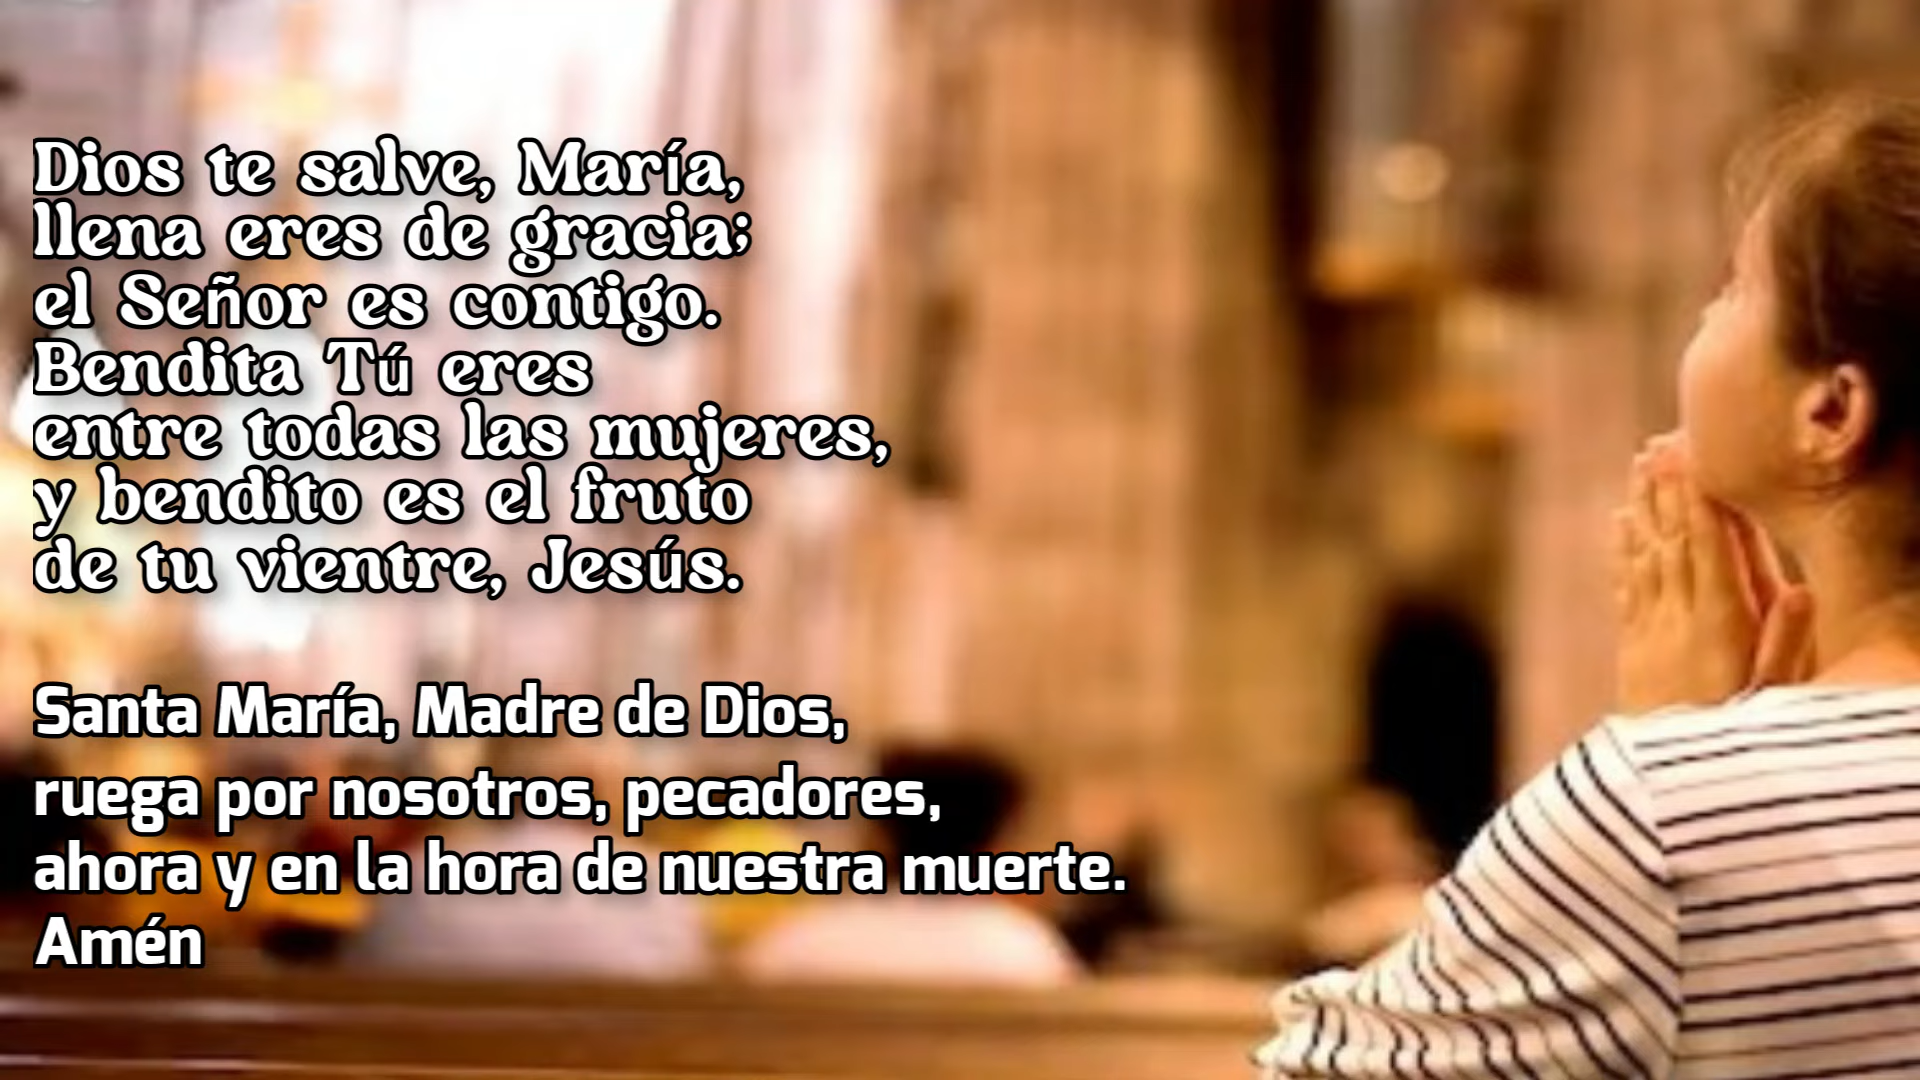 Dios te salve, María,
llena eres de gracia;
el Señor es contigo.
Bendita Tú eres
entre todas las mujeres,
y bendito es el fruto
de tu vientre, Jesús.
Santa María, Madre de Dios,
ruega por nosotros, pecadores,
ahora y en la hora de nuestra muerte.
Amén